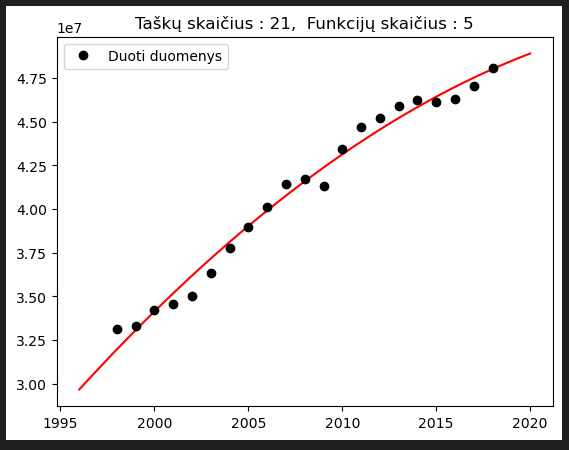 Taškų skaičius : 21,  Funkcijų skaičius : 5
1e7
Duoti duomenys
4.75
4.50
4.25
4.00
3.75
3.50
3.25
3.00
1995 2000 2005 2010 2015 2020